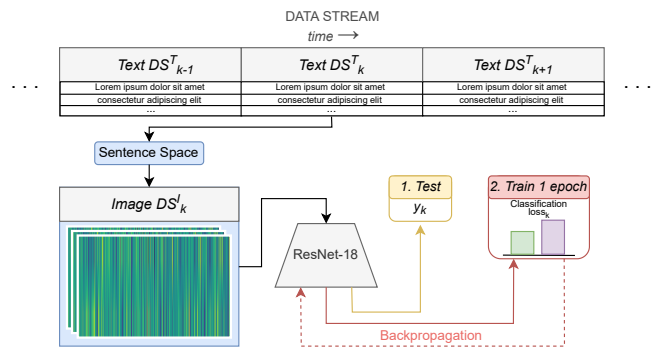 DATA STREAM
time →
. . .
Text DS^T_k-1
Text DS^T_k
Text DS^T_k+1
. . .
Lorem ipsum dolor sit amet
Lorem ipsum dolor sit amet
Lorem ipsum dolor sit amet
consectetur adipiscing elit
consectetur adipiscing elit
consectetur adipiscing elit
...
...
...
Sentence Space
Image DS^I_k
ResNet-18
1. Test
y_k
2. Train 1 epoch
Classification
loss_k
Backpropagation